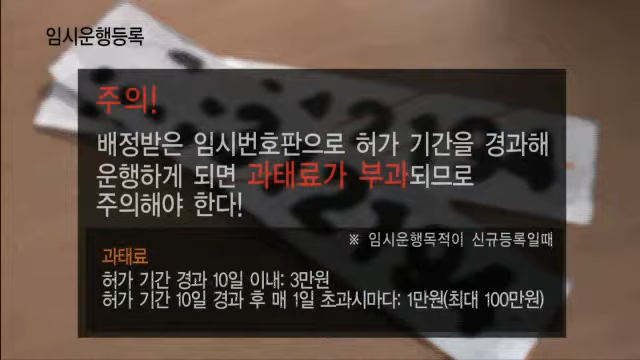 임시운행등록
주의!
배정받은 임시번호판으로 허가 기간을 경과해
운행하게 되면 과태료가 부과되므로
주의해야 한다!
※ 임시운행목적이 신규등록일때
과태료
허가 기간 경과 10일 이내: 3만원
허가 기간 10일 경과 후 매 1일 초과시마다: 1만원(최대 100만원)